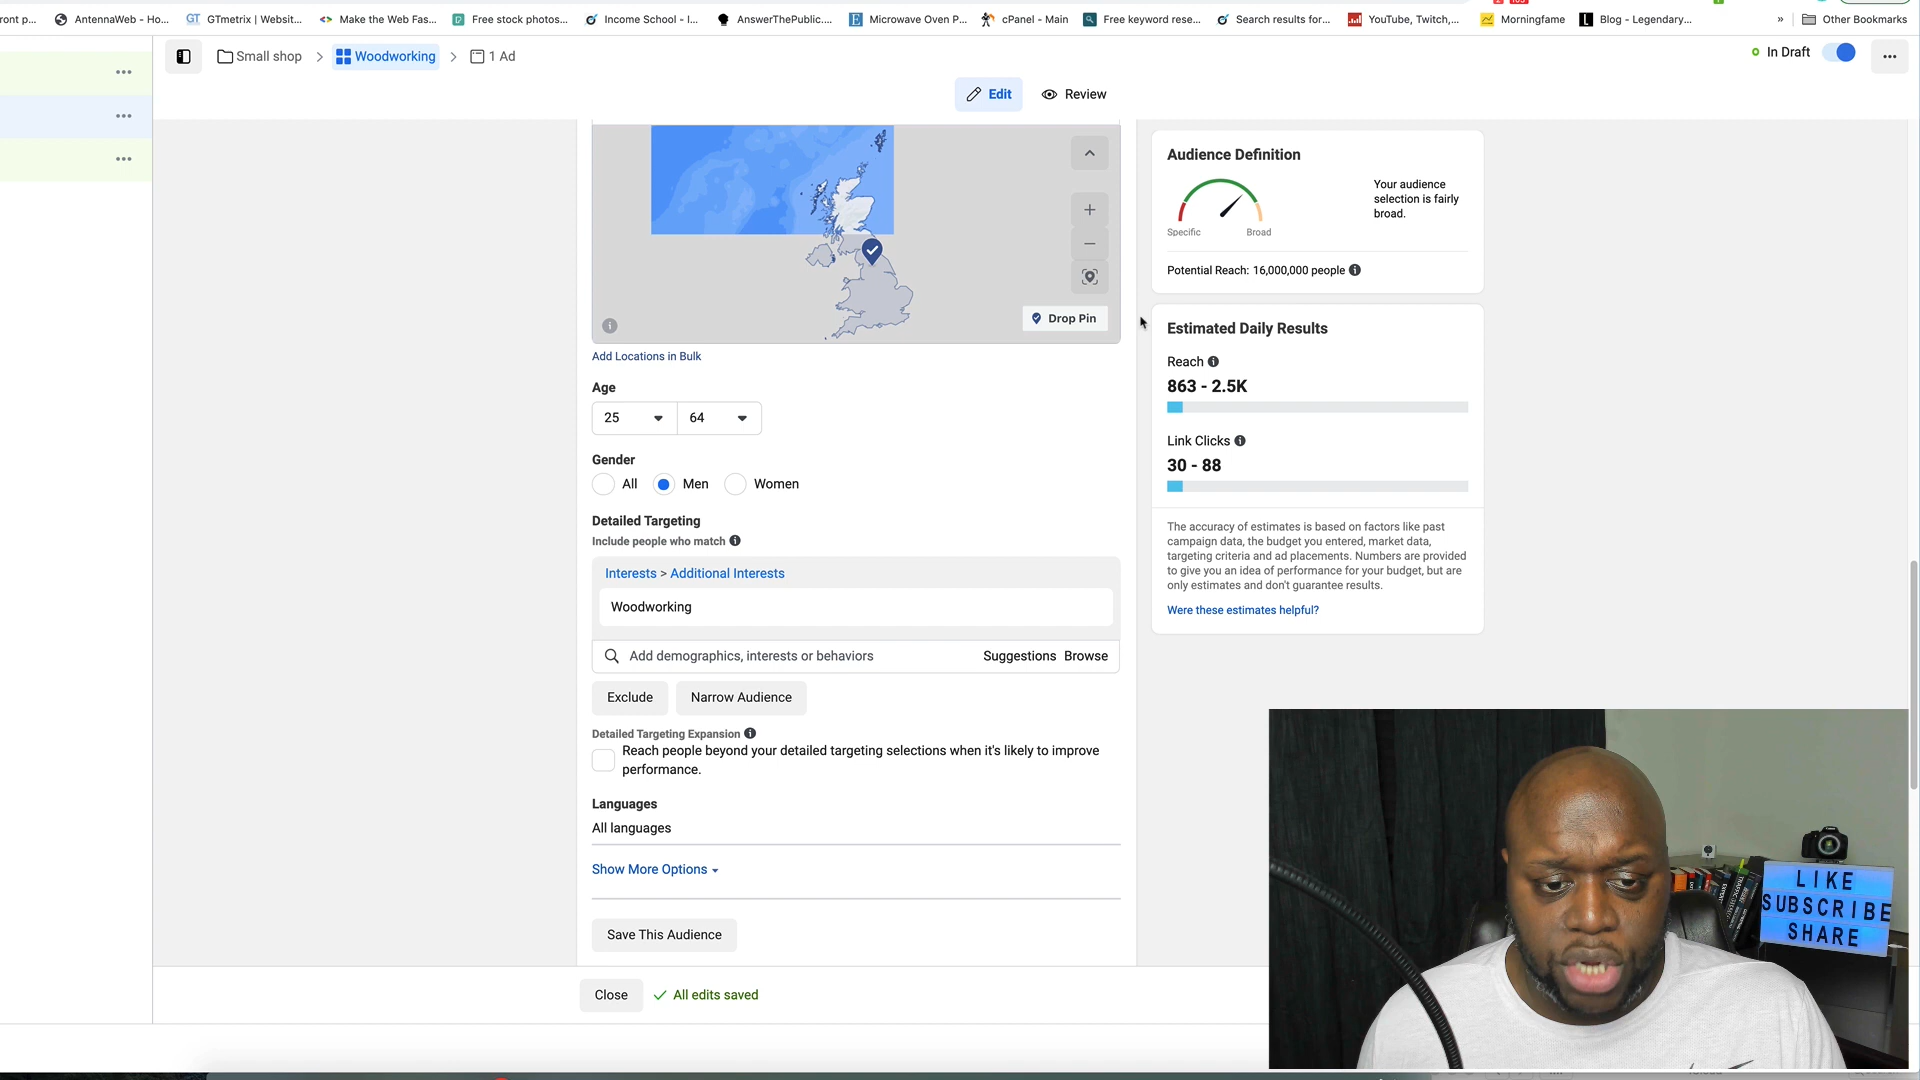 ront p...
AntennaWeb - Ho...
GT GTmetrix | Websit...
Make the Web Fas...
Free stock photos...
Income School - I...
AnswerThePublic....
E Microwave Oven P...
cPanel - Main
Free keyword rese...
Search results for...
YouTube, Twitch,...
Morningfame
L Blog - Legendary...
»
Other Bookmarks
Small shop > Woodworking > 1 Ad
In Draft
Edit
Review
Drop Pin
Add Locations in Bulk
Age
25
64
Gender
All
Men
Women
Detailed Targeting
Include people who match
Interests > Additional Interests
Woodworking
Add demographics, interests or behaviors
Suggestions
Browse
Exclude
Narrow Audience
Detailed Targeting Expansion
Reach people beyond your detailed targeting selections when it's likely to improve
performance.
Languages
All languages
Show More Options
Save This Audience
Close
All edits saved
Audience Definition
Your audience
selection is fairly
broad.
Specific
Broad
Potential Reach: 16,000,000 people
Estimated Daily Results
Reach
863 - 2.5K
Link Clicks
30 - 88
The accuracy of estimates is based on factors like past
campaign data, the budget you entered, market data,
targeting criteria and ad placements. Numbers are provided
to give you an idea of performance for your budget, but are
only estimates and don't guarantee results.
Were these estimates helpful?
LIKE
SUBSCRIBE
SHARE